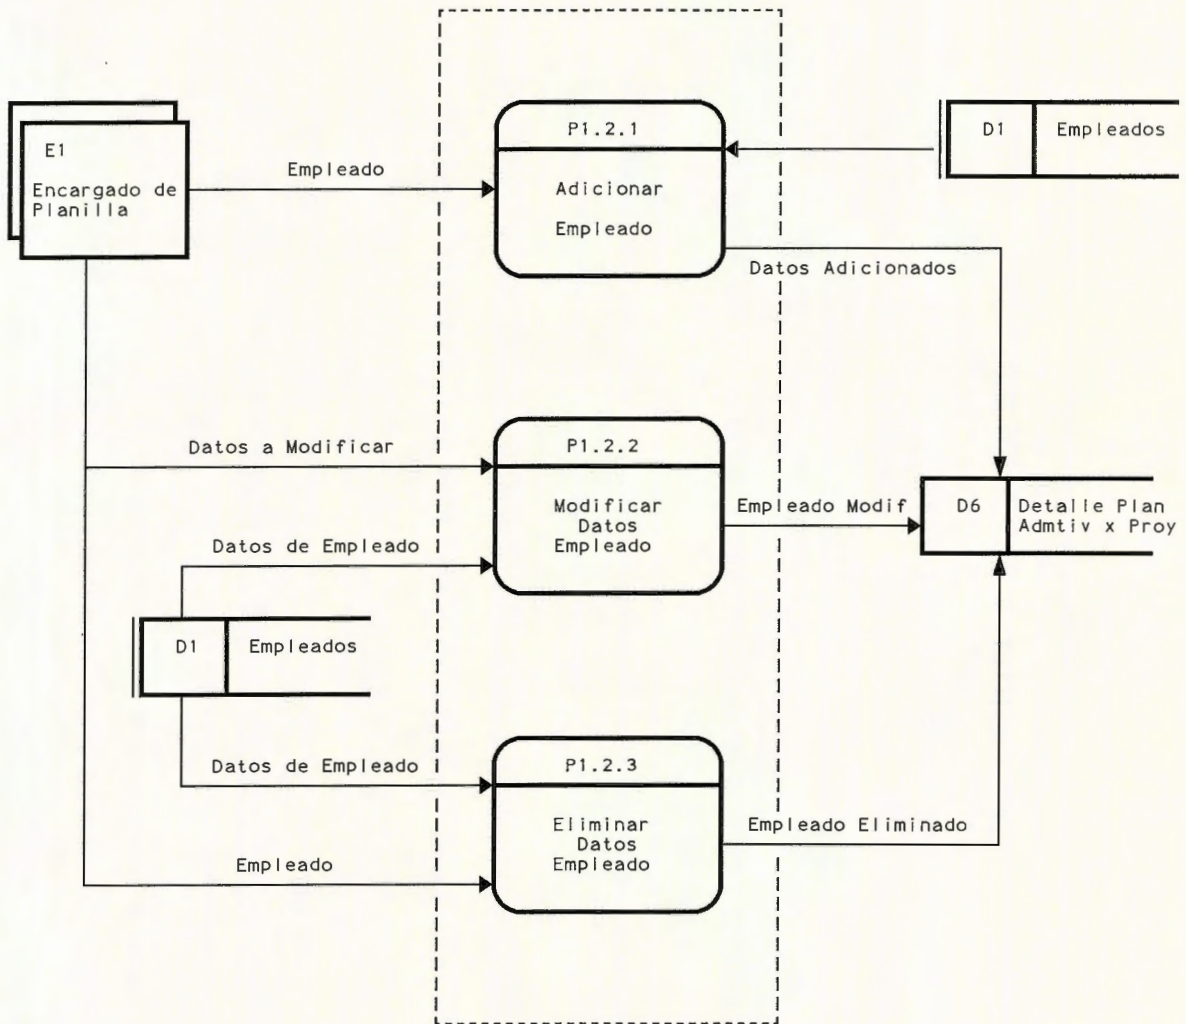 P1.2.1
D1
Empleados
E1
Encargado de
Planilla
Empleado
Adicionar
Empleado
Datos Adicionados
Datos a Modificar
P1.2.2
Modificar
Datos
Empleado
Empleado Modif
D6
Detalle Plan
Admtiv x Proy
Datos de Empleado
D1
Empleados
Datos de Empleado
P1.2.3
Eliminar
Datos
Empleado
Empleado Eliminado
Empleado